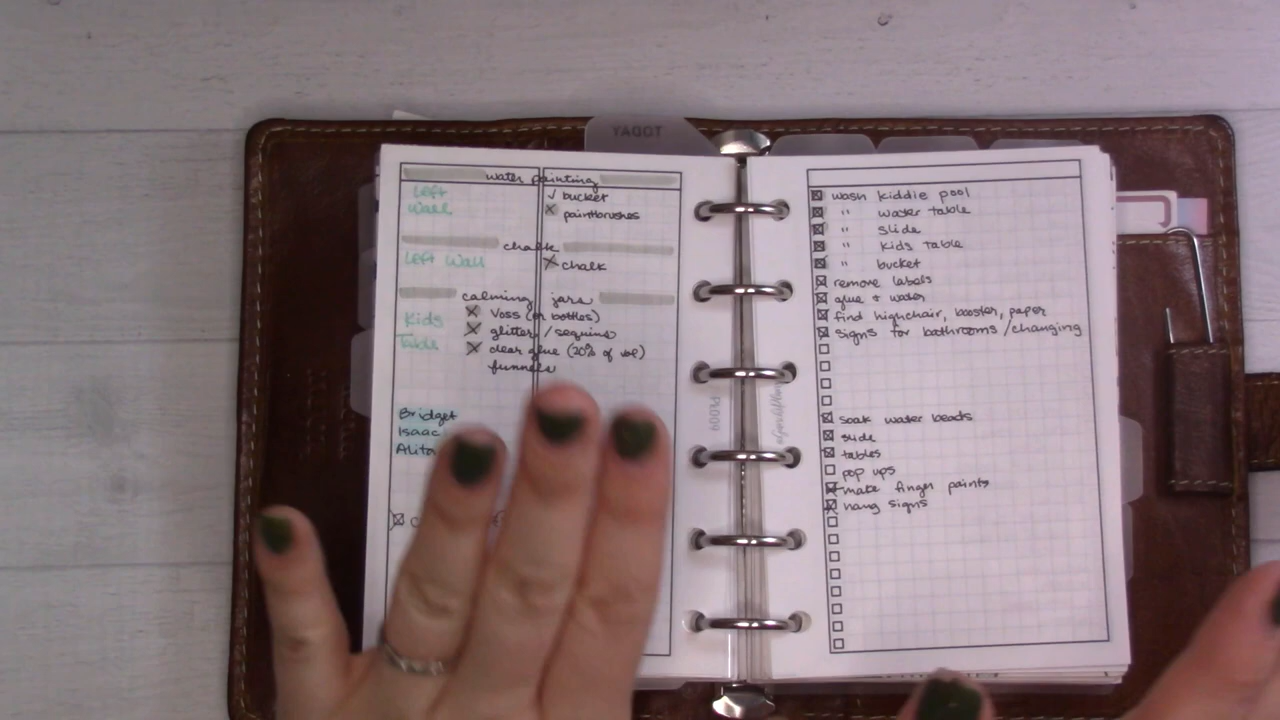 TODAY
water painting
Left
Wall
✓ bucket
☒ paintbrushes
chalk
Left Wall
☒ chalk
calming jars
Kids
Table
☒ Voss (or bottles)
☒ glitter / sequins
☒ clear glue (20% of vol)
funnels
Bridget
Isaac
Alita
PL009
☒ wash kiddie pool
☒ " water table
☒ " slide
☒ " kids table
☒ " bucket
☒ remove labels
☒ glue + water
☒ find highchair, booster, paper
☒ signs for bathrooms / changing
☒ soak water beads
☒ slide
☒ tables
☐ pop ups
☒ make finger paints
☒ hang signs